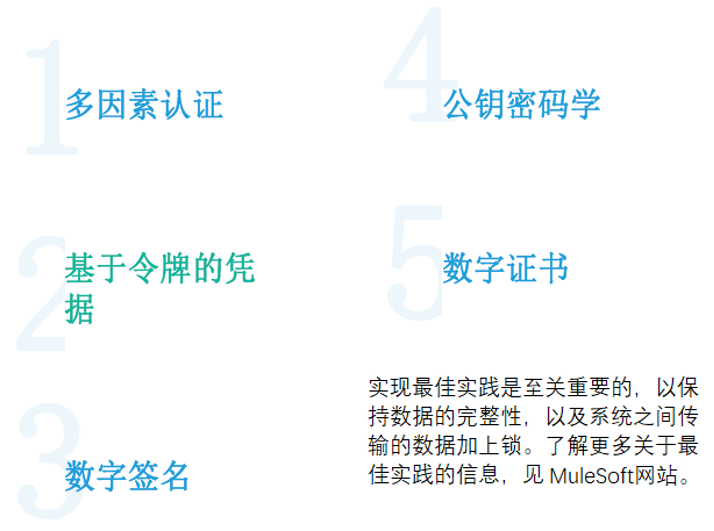 1
多因素认证
2
基于令牌的凭
据
3
数字签名
4
公钥密码学
5
数字证书
实现最佳实践是至关重要的，以保
持数据的完整性，以及系统之间传
输的数据加上锁。了解更多关于最
佳实践的信息，见 MuleSoft网站。